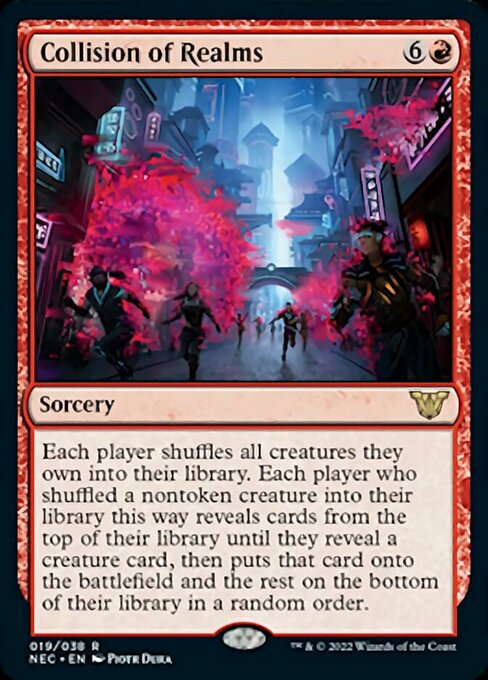 Collision of Realms 6
Sorcery
Each player shuffles all creatures they
own into their library. Each player who
shuffled a nontoken creature into their
library this way reveals cards from the
top of their library until they reveal a
creature card, then puts that card onto
the battlefield and the rest on the bottom
of their library in a random order.
019/038 R
NEC • EN Piotr Dura
™ & © 2022 Wizards of the Coast